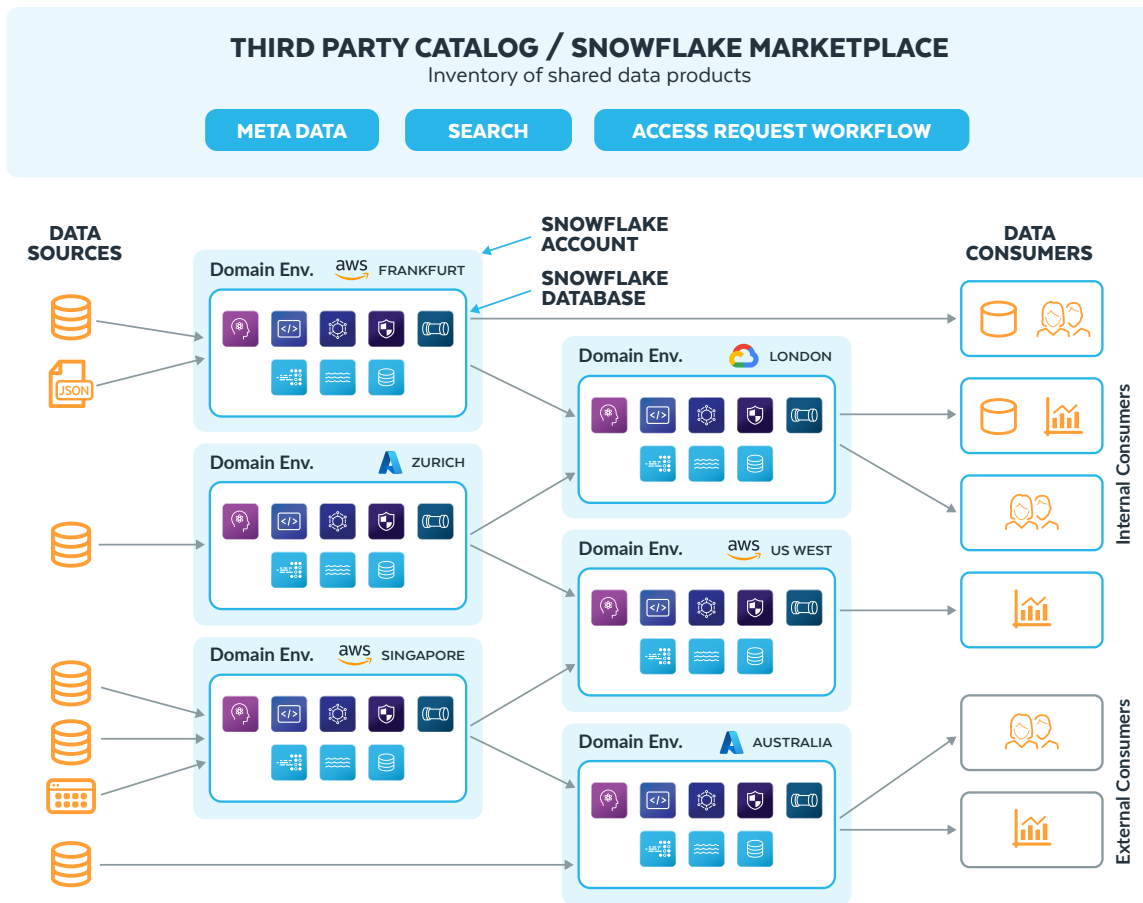 THIRD PARTY CATALOG / SNOWFLAKE MARKETPLACE
Inventory of shared data products
META DATA
SEARCH
ACCESS REQUEST WORKFLOW
DATA
SOURCES
SNOWFLAKE
ACCOUNT
SNOWFLAKE
DATABASE
DATA
CONSUMERS
Domain Env. aws FRANKFURT
</>
JSON
Domain Env. LONDON
</>
Domain Env. ZURICH
</>
Domain Env. aws US WEST
</>
Domain Env. aws SINGAPORE
</>
Domain Env. AUSTRALIA
</>
Internal Consumers
External Consumers